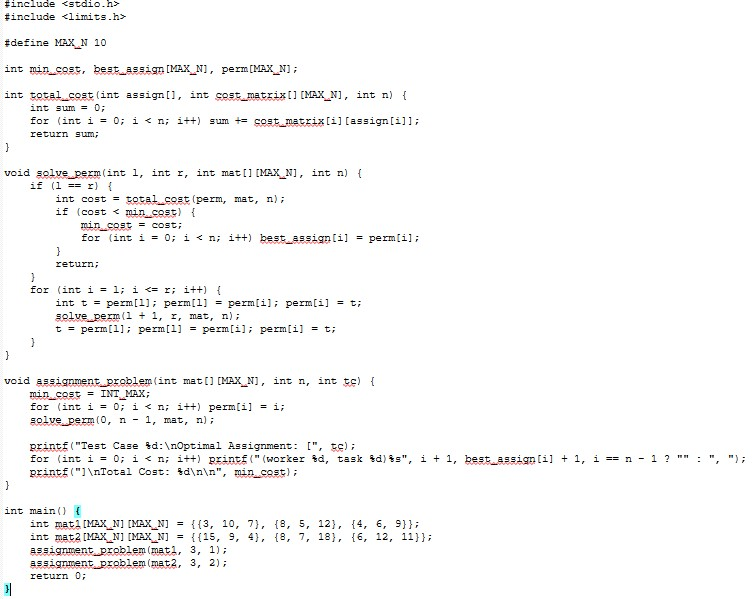 #include <stdio.h>
#include <limits.h>
#define MAX_N 10
int min_cost, best_assign[MAX_N], perm[MAX_N];
int total_cost(int assign[], int cost_matrix[][MAX_N], int n) {
    int sum = 0;
    for (int i = 0; i < n; i++) sum += cost_matrix[i][assign[i]];
    return sum;
}
void solve_perm(int l, int r, int mat[][MAX_N], int n) {
    if (l == r) {
        int cost = total_cost(perm, mat, n);
        if (cost < min_cost) {
            min_cost = cost;
            for (int i = 0; i < n; i++) best_assign[i] = perm[i];
        }
        return;
    }
    for (int i = l; i <= r; i++) {
        int t = perm[l]; perm[l] = perm[i]; perm[i] = t;
        solve_perm(l + 1, r, mat, n);
        t = perm[l]; perm[l] = perm[i]; perm[i] = t;
    }
}
void assignment_problem(int mat[][MAX_N], int n, int tc) {
    min_cost = INT_MAX;
    for (int i = 0; i < n; i++) perm[i] = i;
    solve_perm(0, n - 1, mat, n);
    printf("Test Case %d:\nOptimal Assignment: [", tc);
    for (int i = 0; i < n; i++) printf("(worker %d, task %d)%s", i + 1, best_assign[i] + 1, i == n - 1 ? "" : ", ");
    printf("]\nTotal Cost: %d\n\n", min_cost);
}
int main() {
    int mat1[MAX_N][MAX_N] = {{3, 10, 7}, {8, 5, 12}, {4, 6, 9}};
    int mat2[MAX_N][MAX_N] = {{15, 9, 4}, {8, 7, 18}, {6, 12, 11}};
    assignment_problem(mat1, 3, 1);
    assignment_problem(mat2, 3, 2);
    return 0;
}